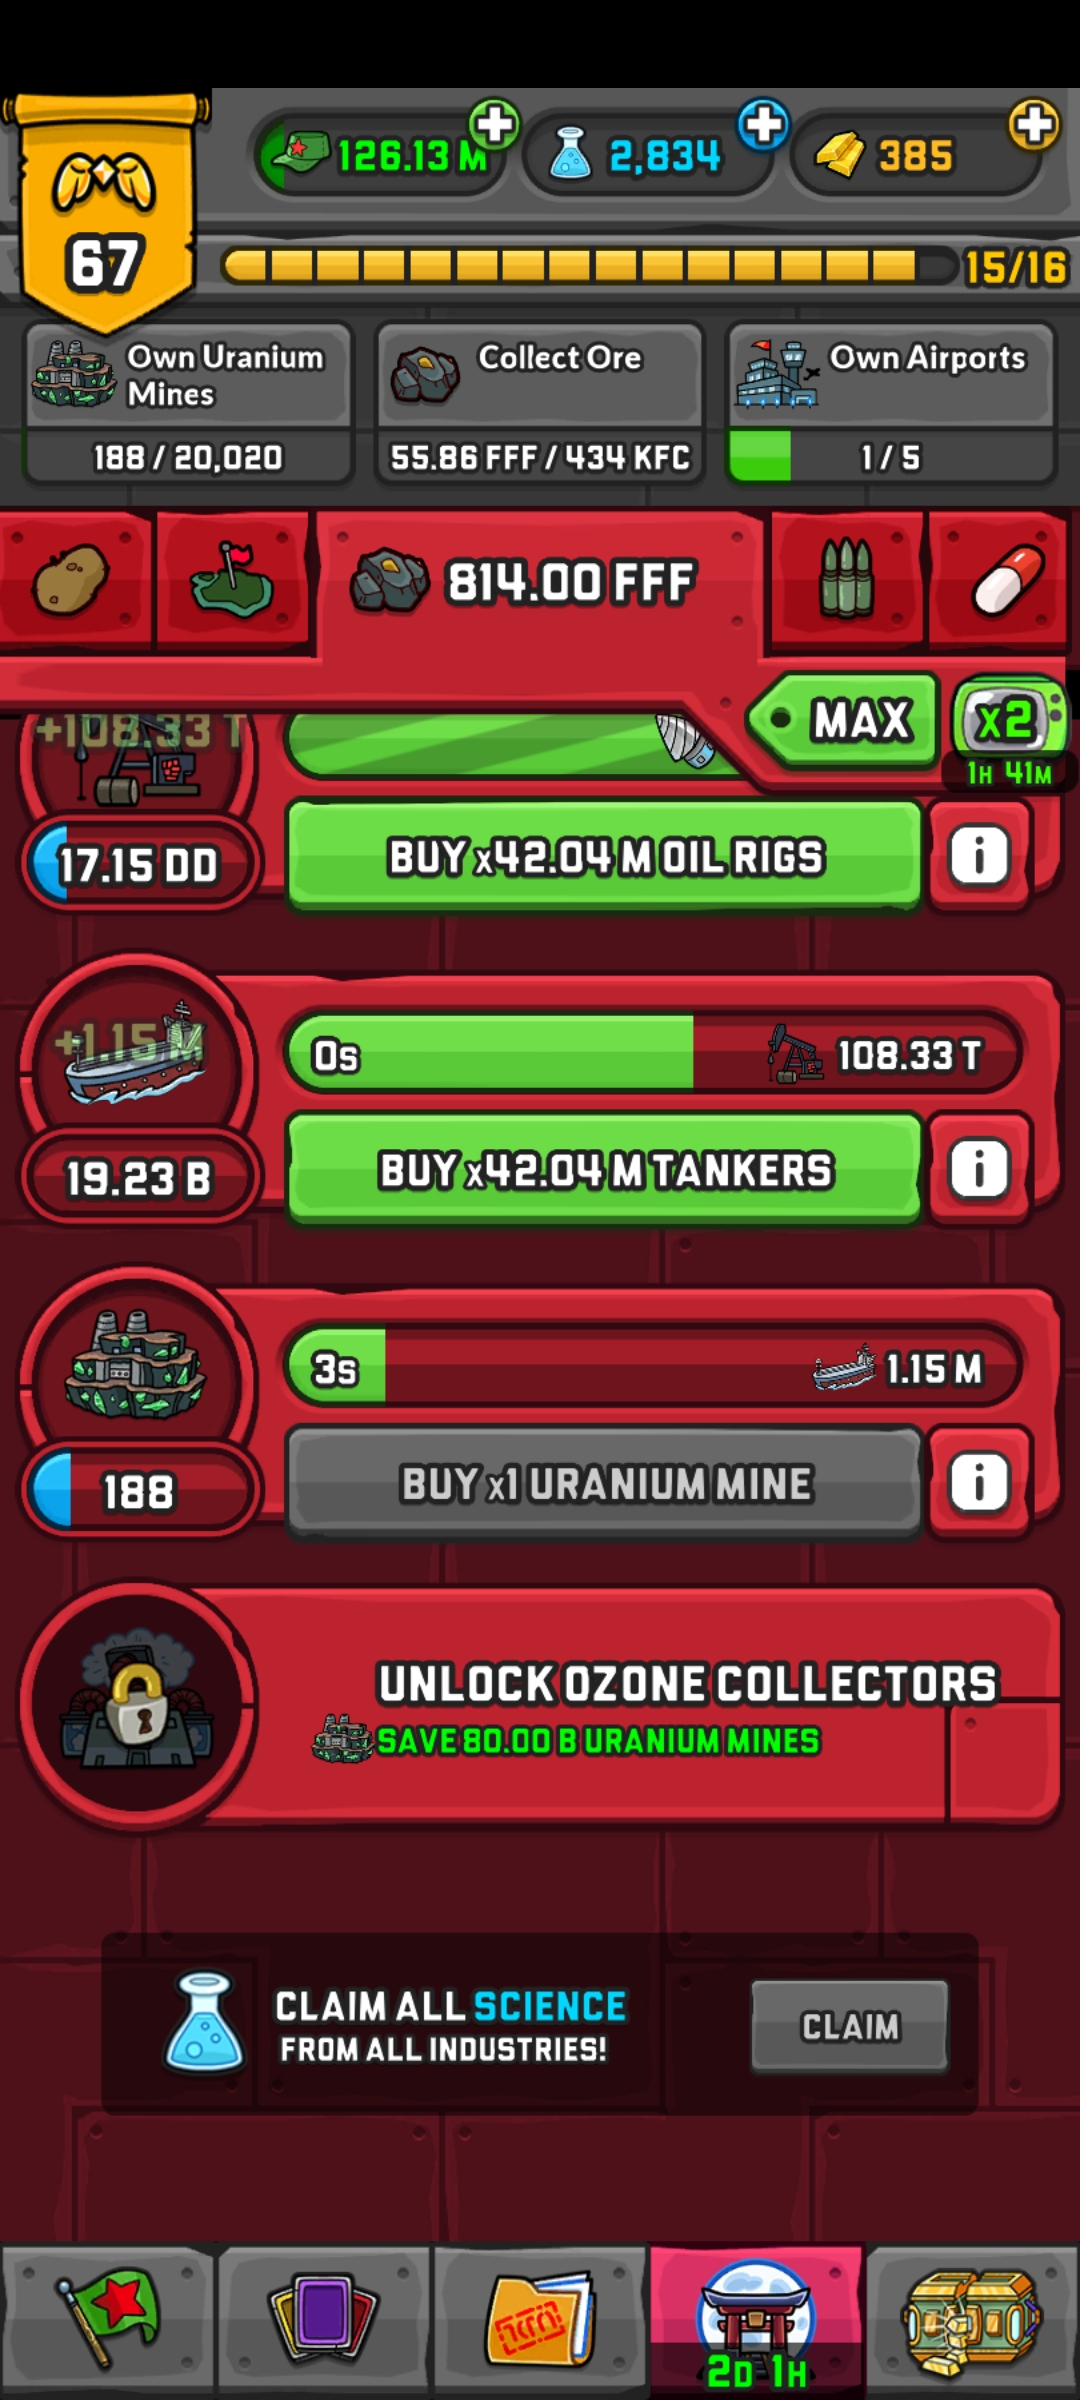 126.13 M
2,834
385
67
15/16
Own Uranium
Mines
188 / 20,020
Collect Ore
55.86 FFF / 434 KFC
Own Airports
1 / 5
814.00 FFF
MAX
x2
1H 41M
+108.33 T
17.15 DD
BUY x42.04 M OIL RIGS
i
+1.15 M
0s
108.33 T
19.23 B
BUY x42.04 M TANKERS
i
3s
1.15 M
188
BUY x1 URANIUM MINE
i
UNLOCK OZONE COLLECTORS
SAVE 80.00 B URANIUM MINES
CLAIM ALL SCIENCE
FROM ALL INDUSTRIES!
CLAIM
2D 1H